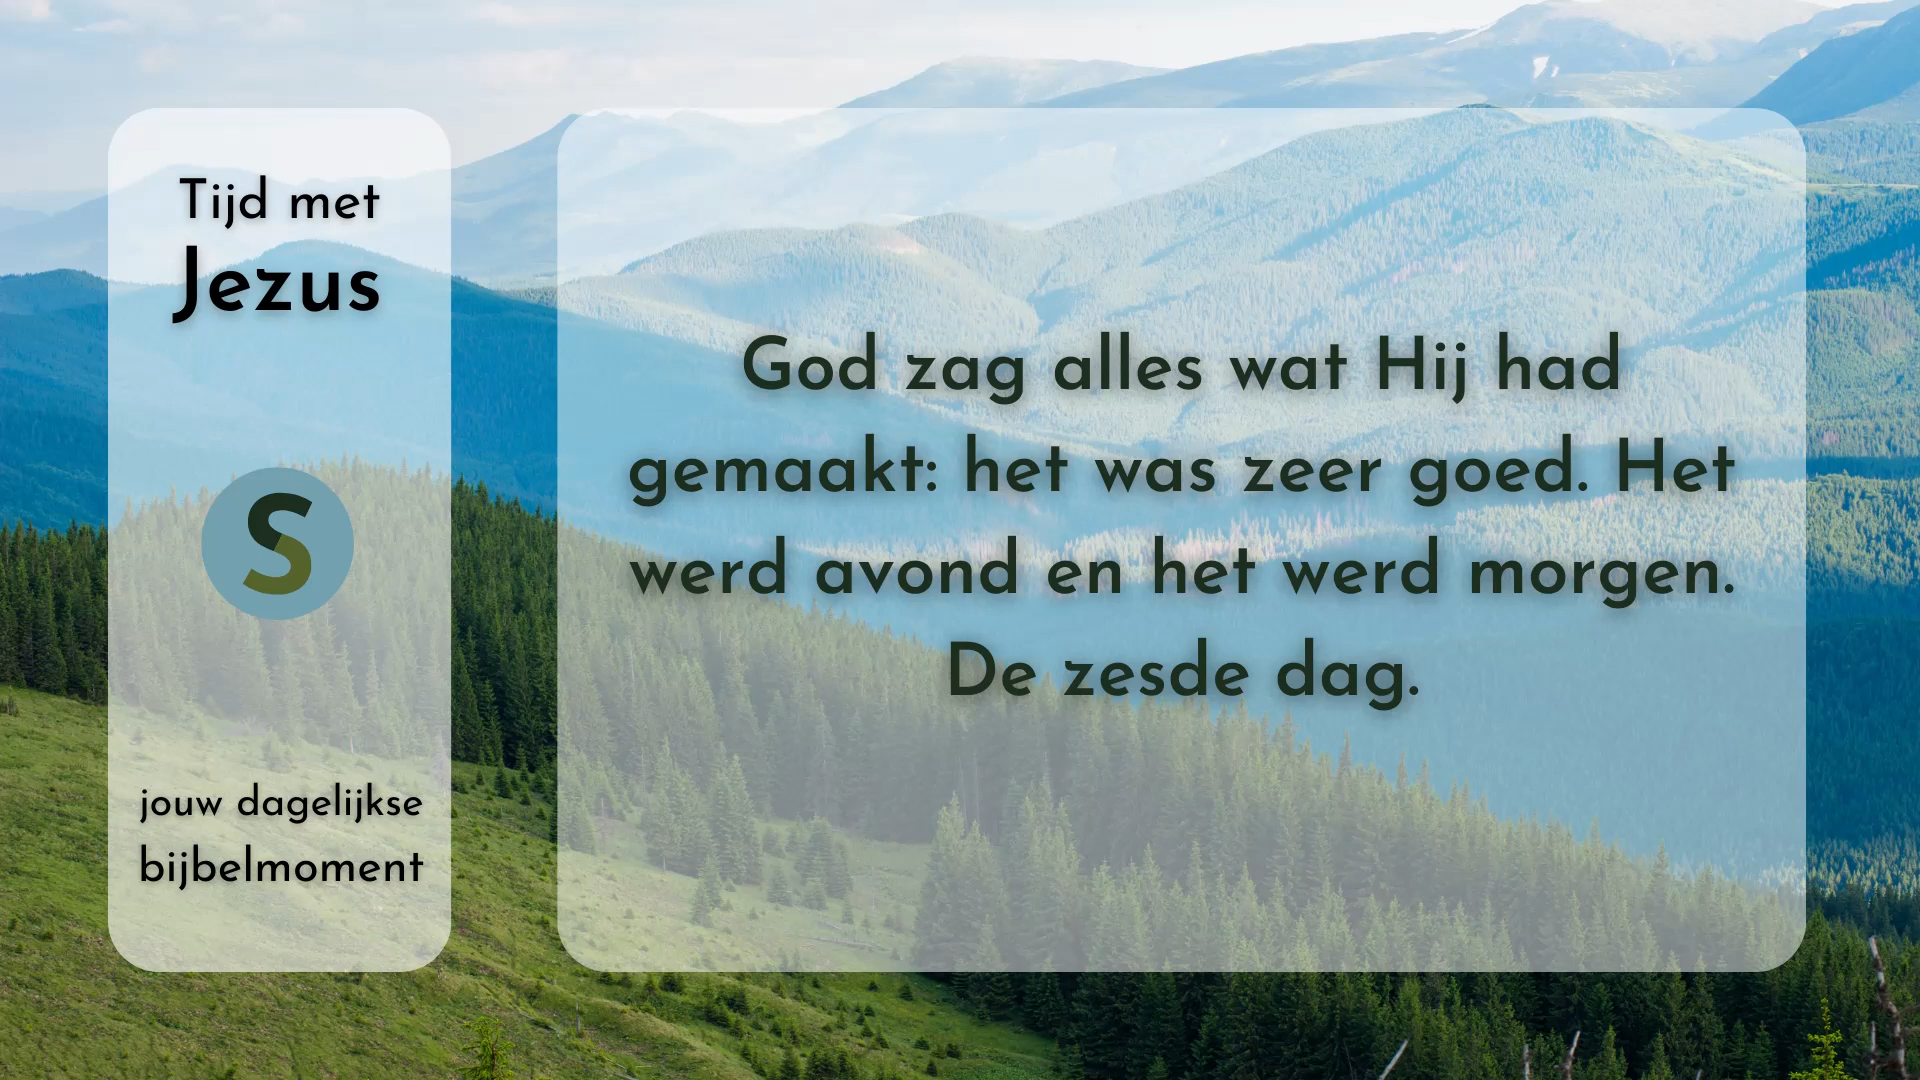 Tijd met
Jezus
S
jouw dagelijkse
bijbelmoment
God zag alles wat Hij had
gemaakt: het was zeer goed. Het
werd avond en het werd morgen.
De zesde dag.